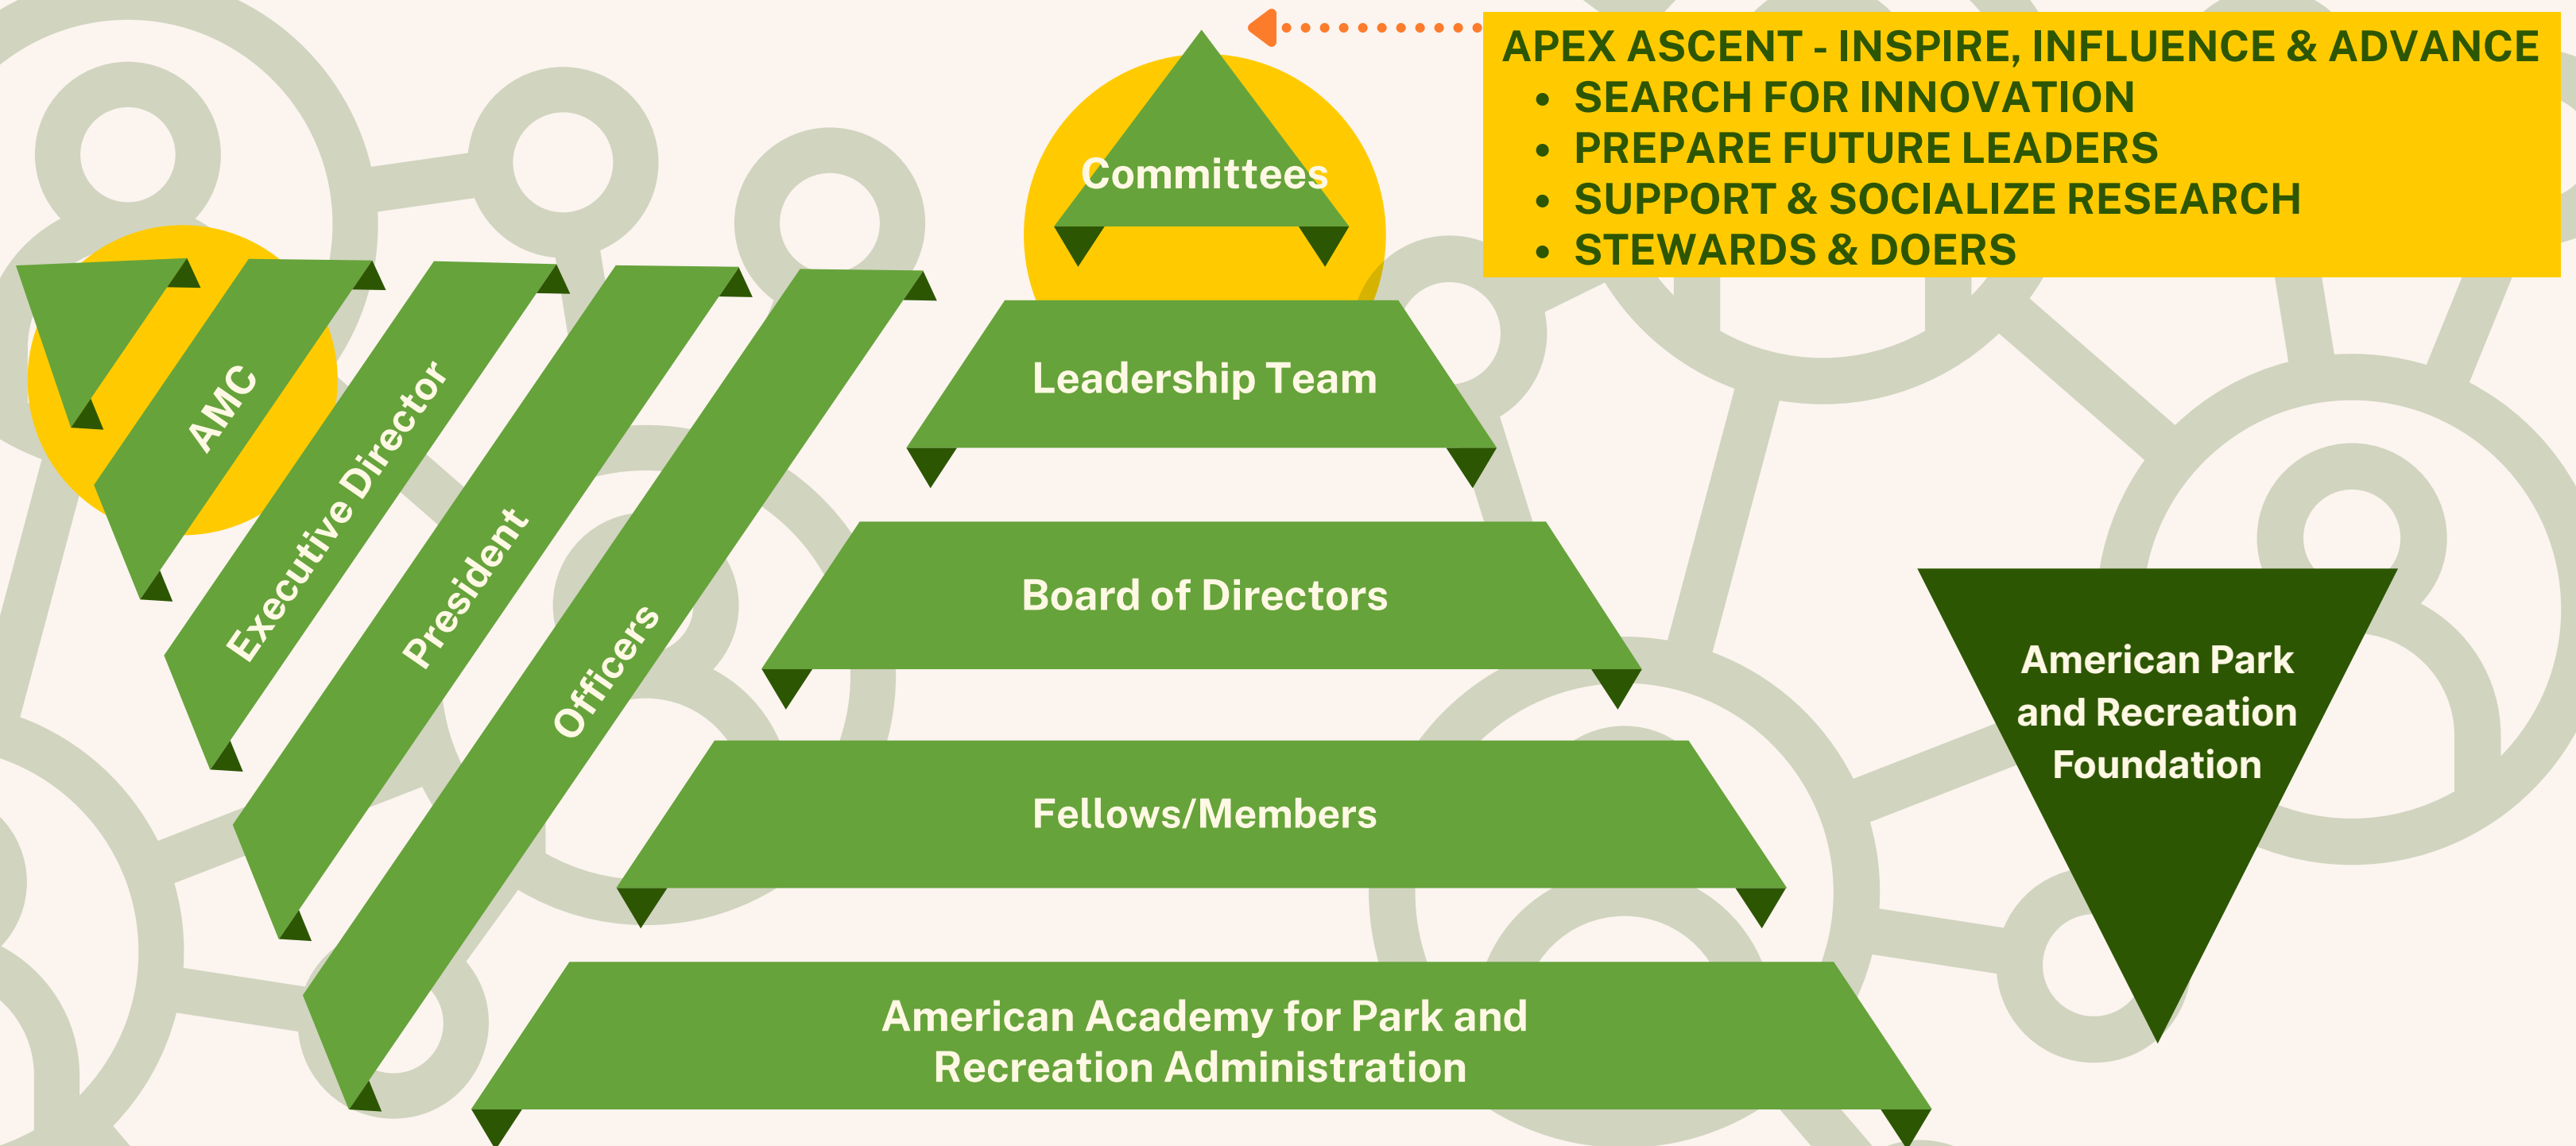 APEX ASCENT - INSPIRE, INFLUENCE & ADVANCE
• SEARCH FOR INNOVATION
• PREPARE FUTURE LEADERS
• SUPPORT & SOCIALIZE RESEARCH
• STEWARDS & DOERS
Committees
Leadership Team
Board of Directors
Fellows/Members
American Academy for Park and
Recreation Administration
AMC
Executive Director
President
Officers
American Park
and Recreation
Foundation